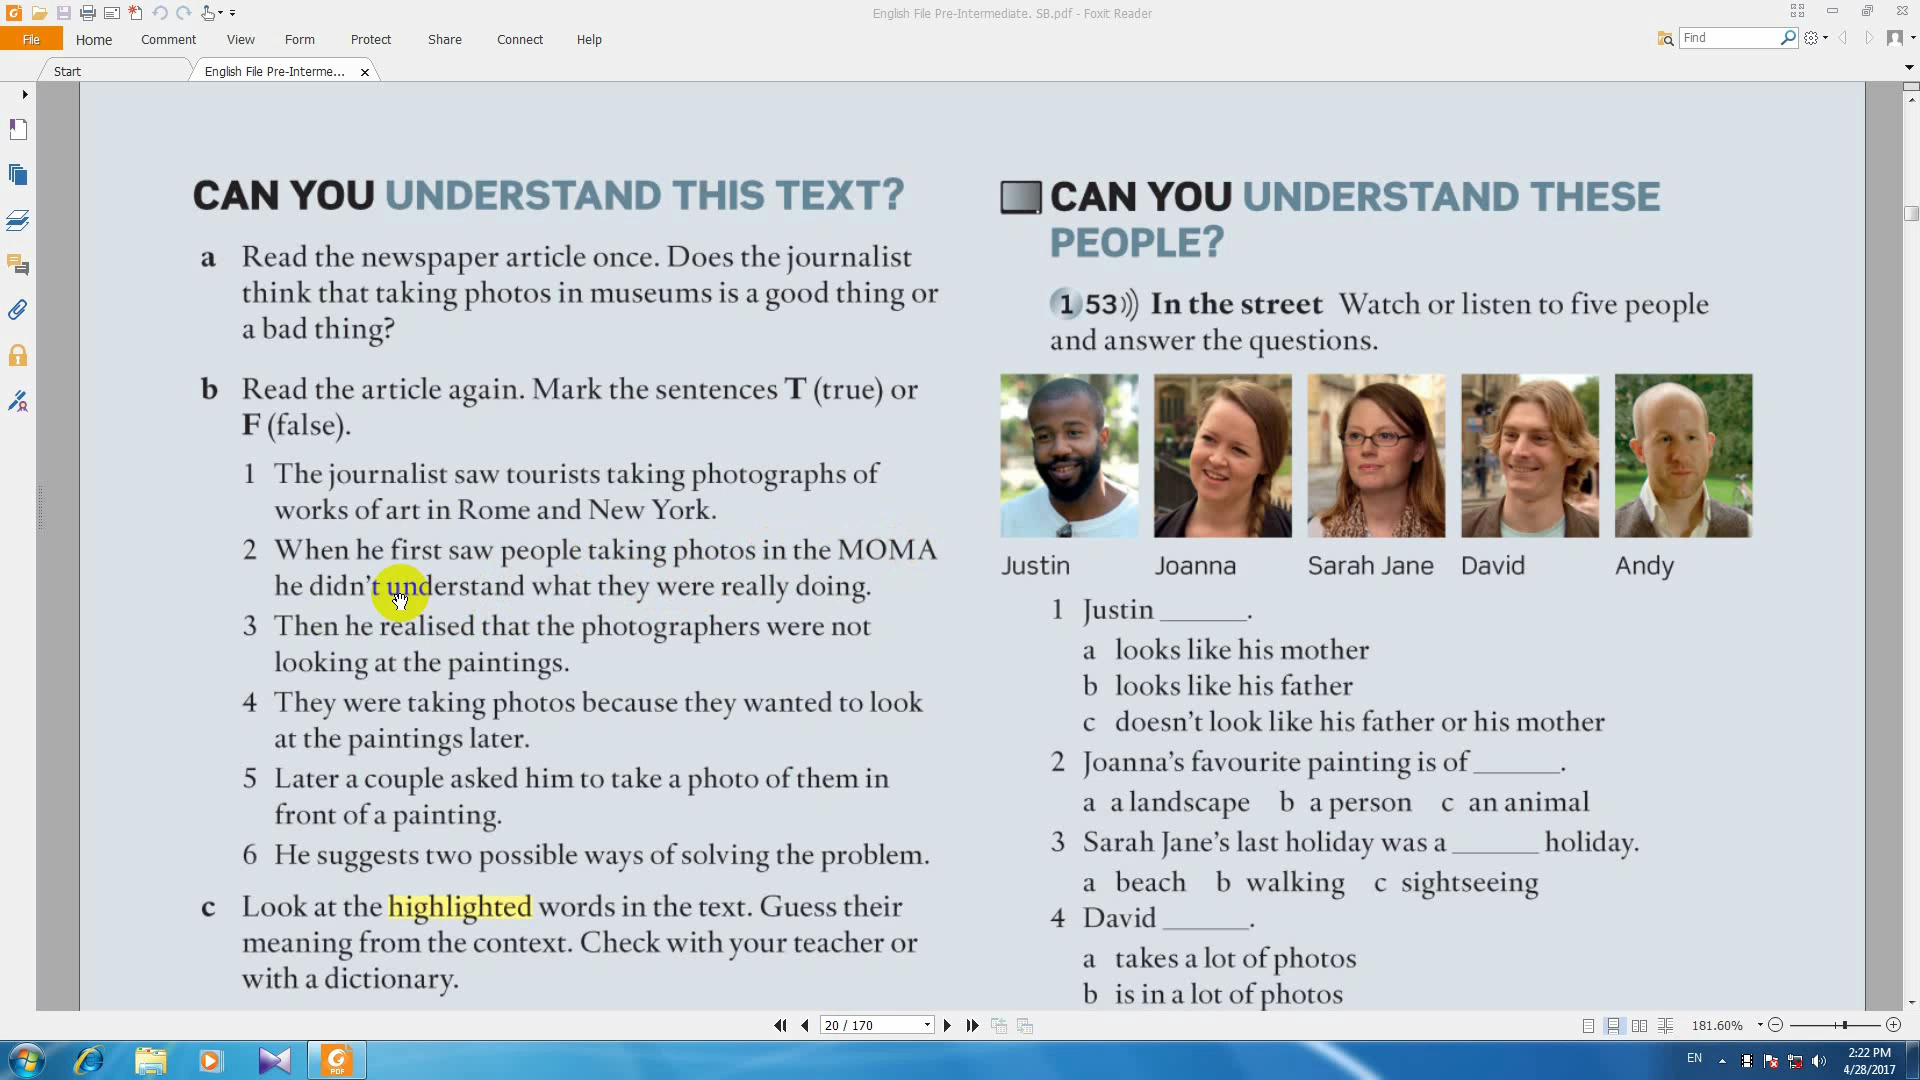 English File Pre-Intermediate. SB.pdf - Foxit Reader
File Home Comment View Form Protect Share Connect Help
Find
Start English File Pre-Interme...
CAN YOU UNDERSTAND THIS TEXT?
a Read the newspaper article once. Does the journalist
think that taking photos in museums is a good thing or
a bad thing?
b Read the article again. Mark the sentences T (true) or
F (false).
1 The journalist saw tourists taking photographs of
works of art in Rome and New York.
2 When he first saw people taking photos in the MOMA
he didn't understand what they were really doing.
3 Then he realised that the photographers were not
looking at the paintings.
4 They were taking photos because they wanted to look
at the paintings later.
5 Later a couple asked him to take a photo of them in
front of a painting.
6 He suggests two possible ways of solving the problem.
c Look at the highlighted words in the text. Guess their
meaning from the context. Check with your teacher or
with a dictionary.
CAN YOU UNDERSTAND THESE
PEOPLE?
1 53 In the street Watch or listen to five people
and answer the questions.
Justin Joanna Sarah Jane David Andy
1 Justin _______.
a looks like his mother
b looks like his father
c doesn't look like his father or his mother
2 Joanna's favourite painting is of _______.
a a landscape b a person c an animal
3 Sarah Jane's last holiday was a _______ holiday.
a beach b walking c sightseeing
4 David _______.
a takes a lot of photos
b is in a lot of photos
20 / 170
181.60%
PDF
EN
2:22 PM
4/28/2017